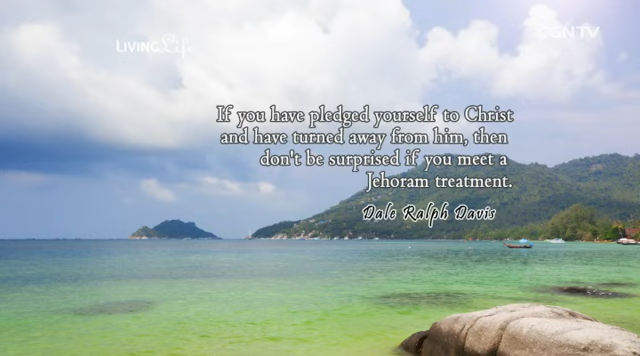 LIVING Life
CGNTV
If you have pledged yourself to Christ
and have turned away from him, then
don't be surprised if you meet a
Jehoram treatment.
Dale Ralph Davis